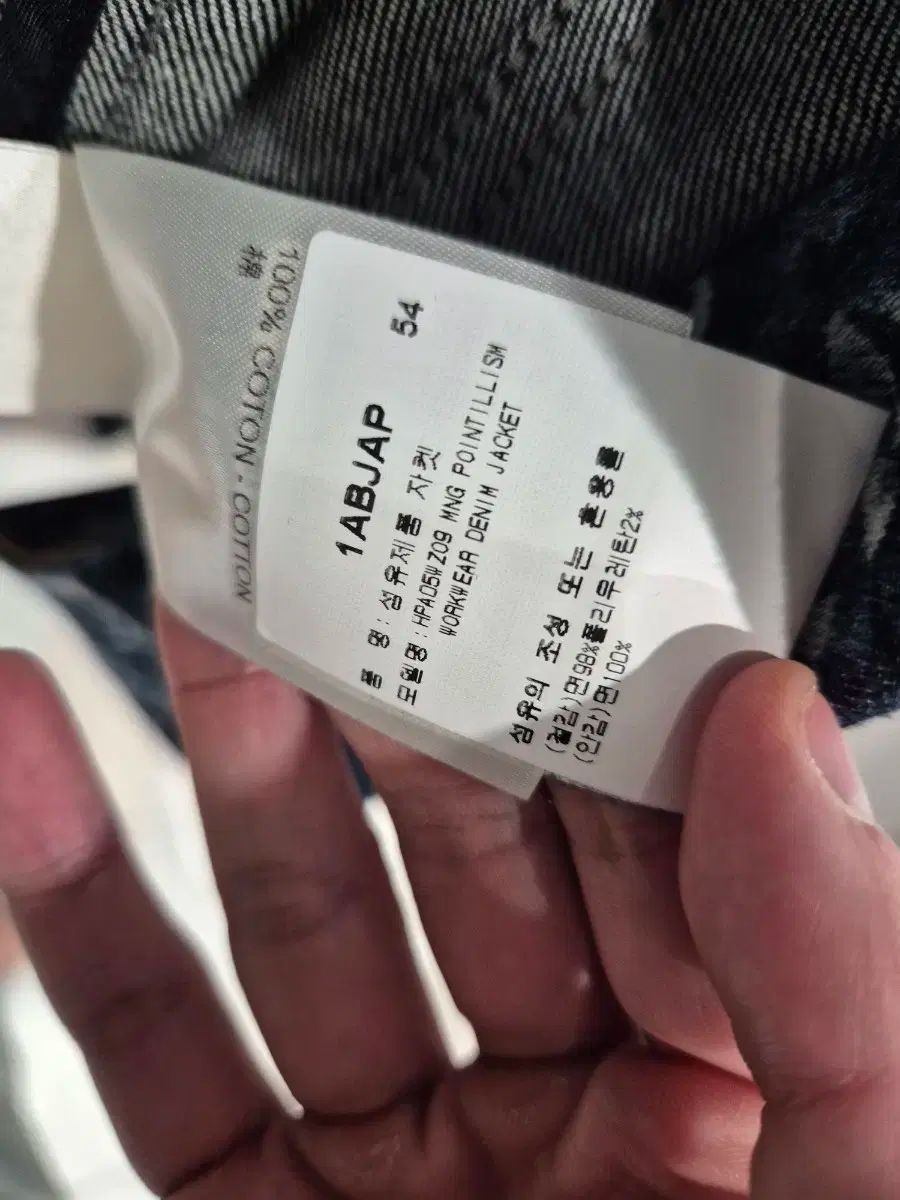 100% COTON - COTTON
棉
1ABJAP 54
품 명 : 섬유제품 자켓
모델명 : HPA05WZ09 MNG POINTILLISM
WORKWEAR DENIM JACKET
섬유의 조성 또는 혼용률
(겉감)면98%폴리우레탄2%
(안감)면100%